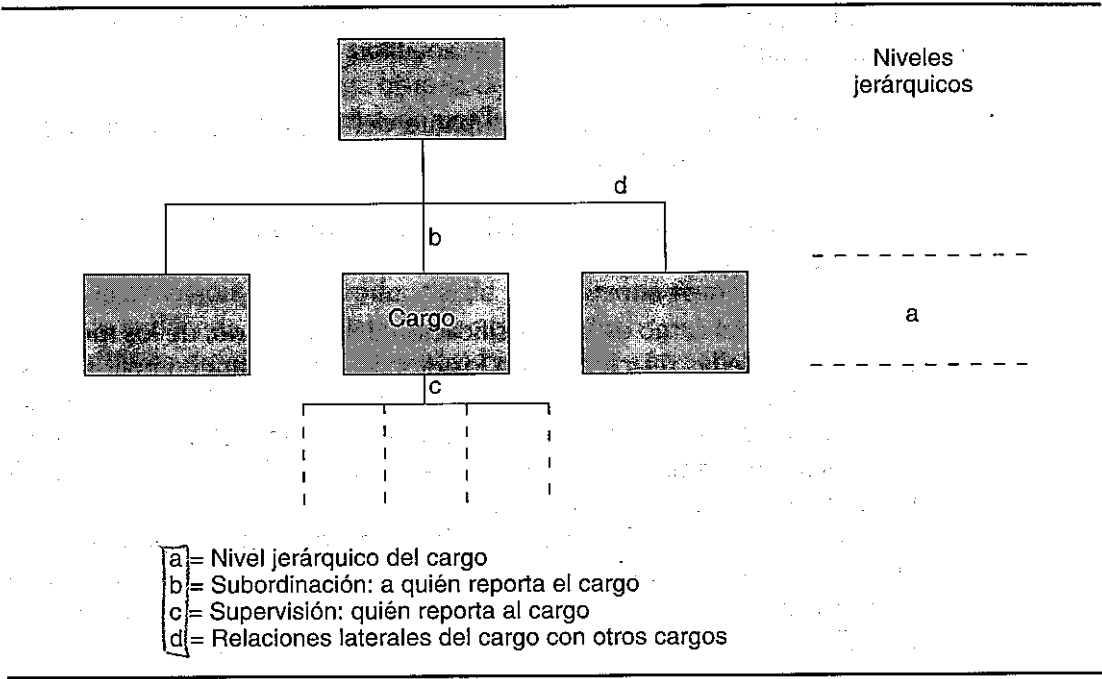 Niveles
jerárquicos
d
b
Cargo
a
c
a = Nivel jerárquico del cargo
b = Subordinación: a quién reporta el cargo
c = Supervisión: quién reporta al cargo
d = Relaciones laterales del cargo con otros cargos